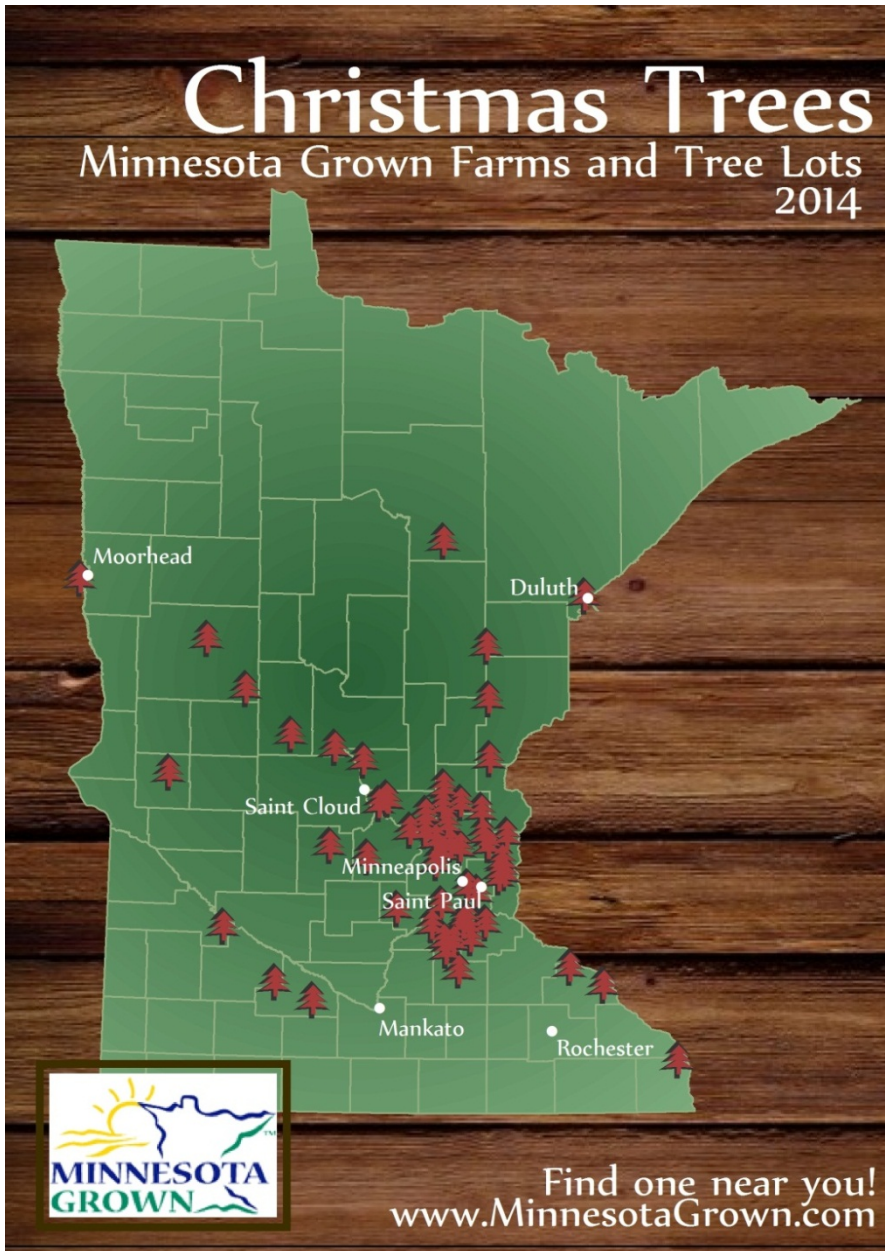 Christmas Trees
Minnesota Grown Farms and Tree Lots
2014
Moorhead
Duluth
Saint Cloud
Minneapolis
Saint Paul
Mankato
Rochester
MINNESOTA
GROWN
TM
Find one near you!
www.MinnesotaGrown.com